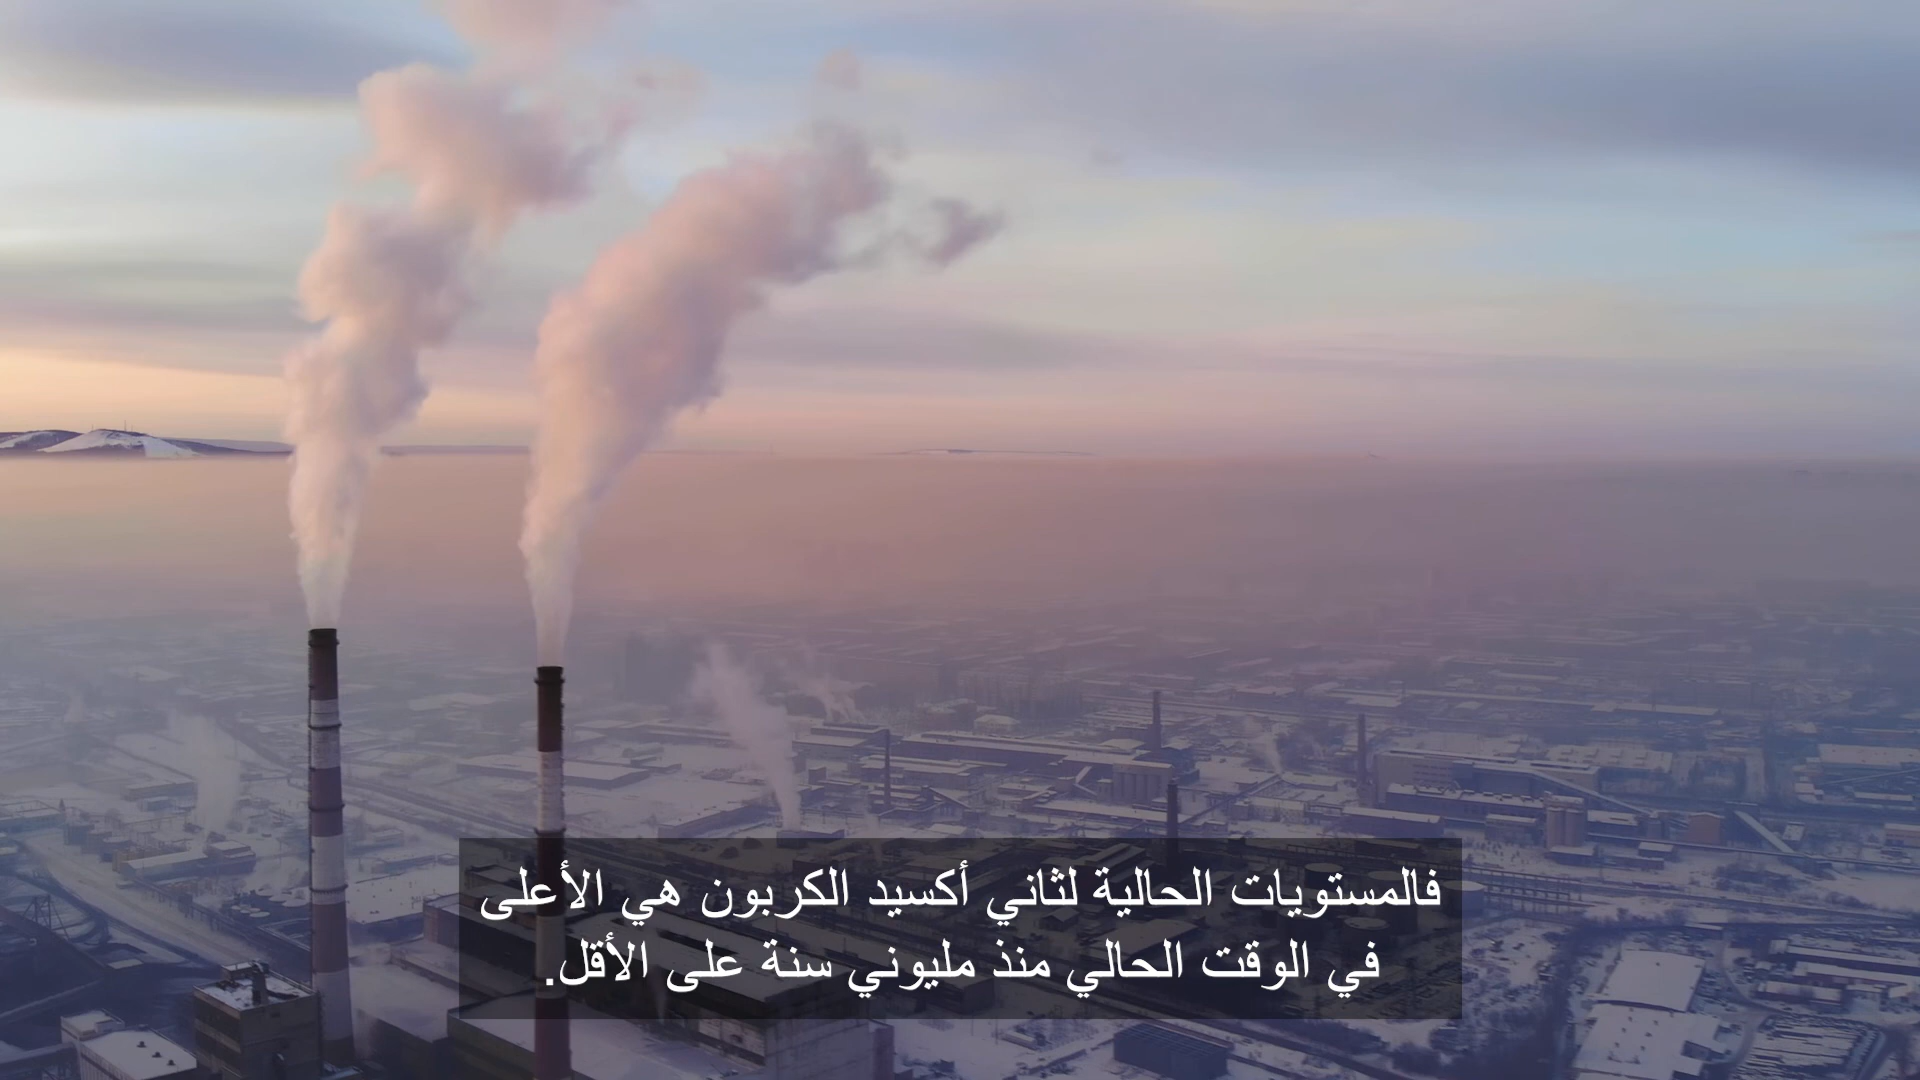 فالمستويات الحالية لثاني أكسيد الكربون هي الأعلى
في الوقت الحالي منذ مليوني سنة على الأقل.